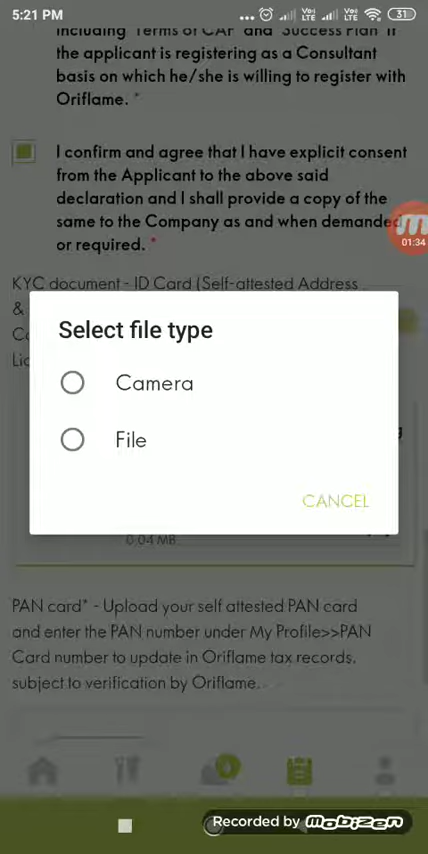 5:21 PM
Vo) LTE Vo) LTE 31
including Terms of CAF and Success Plan If
the applicant is registering as a Consultant
basis on which he/she is willing to register with
Oriflame. *
I confirm and agree that I have explicit consent
from the Applicant to the above said
declaration and I shall provide a copy of the
same to the Company as and when demanded
or required. *
01:34
KYC document - ID Card (Self-attested Address
&
Select file type
Camera
File
CANCEL
0.04 MB
PAN card* - Upload your self attested PAN card
and enter the PAN number under My Profile>>PAN
Card number to update in Oriflame tax records,
subject to verification by Oriflame.
Recorded by mobizen